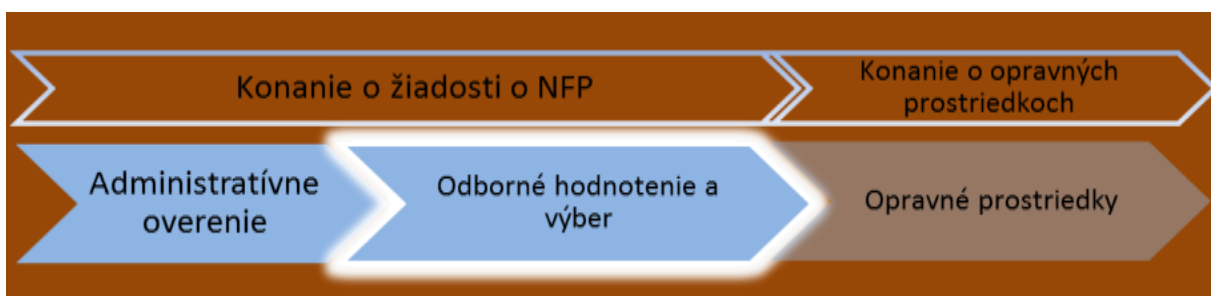 Konanie o žiadosti o NFP
Konanie o opravných
prostriedkoch
Administratívne
overenie
Odborné hodnotenie a
výber
Opravné prostriedky